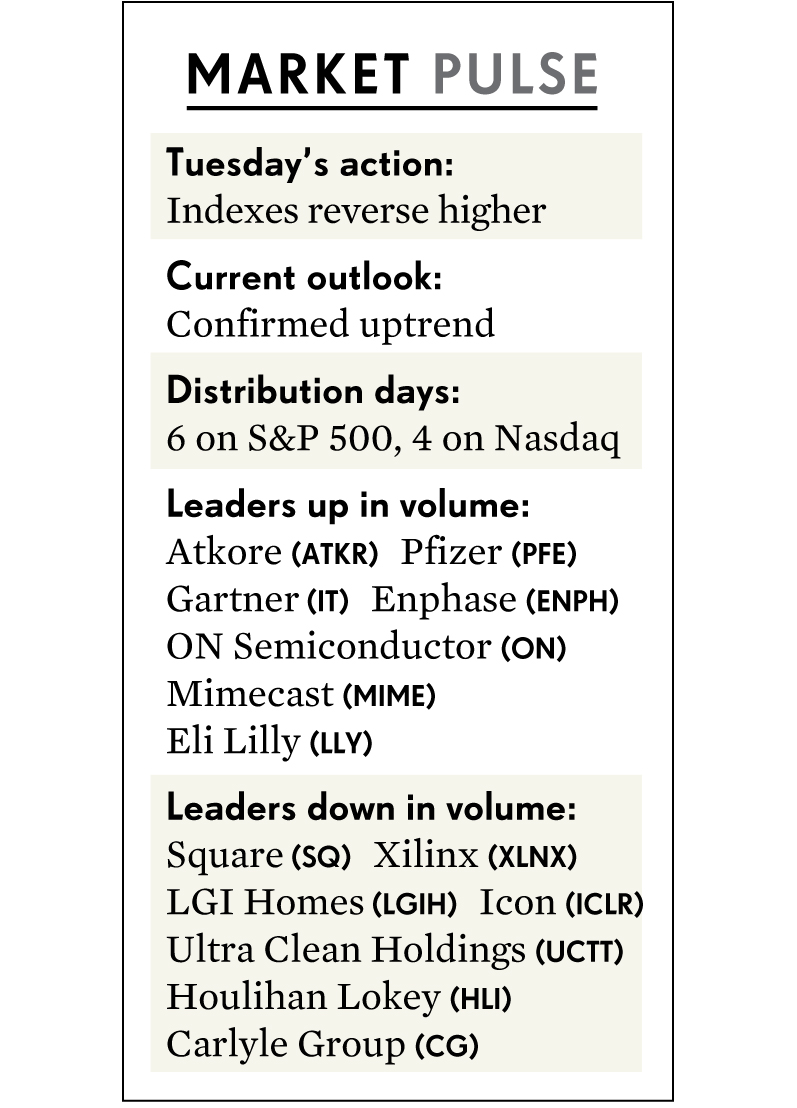 MARKET PULSE
Tuesday’s action:
Indexes reverse higher
Current outlook:
Confirmed uptrend
Distribution days:
6 on S&P 500, 4 on Nasdaq
Leaders up in volume:
Atkore (ATKR) Pfizer (PFE)
Gartner (IT) Enphase (ENPH)
ON Semiconductor (ON)
Mimecast (MIME)
Eli Lilly (LLY)
Leaders down in volume:
Square (SQ) Xilinx (XLNX)
LGI Homes (LGIH) Icon (ICLR)
Ultra Clean Holdings (UCTT)
Houlihan Lokey (HLI)
Carlyle Group (CG)